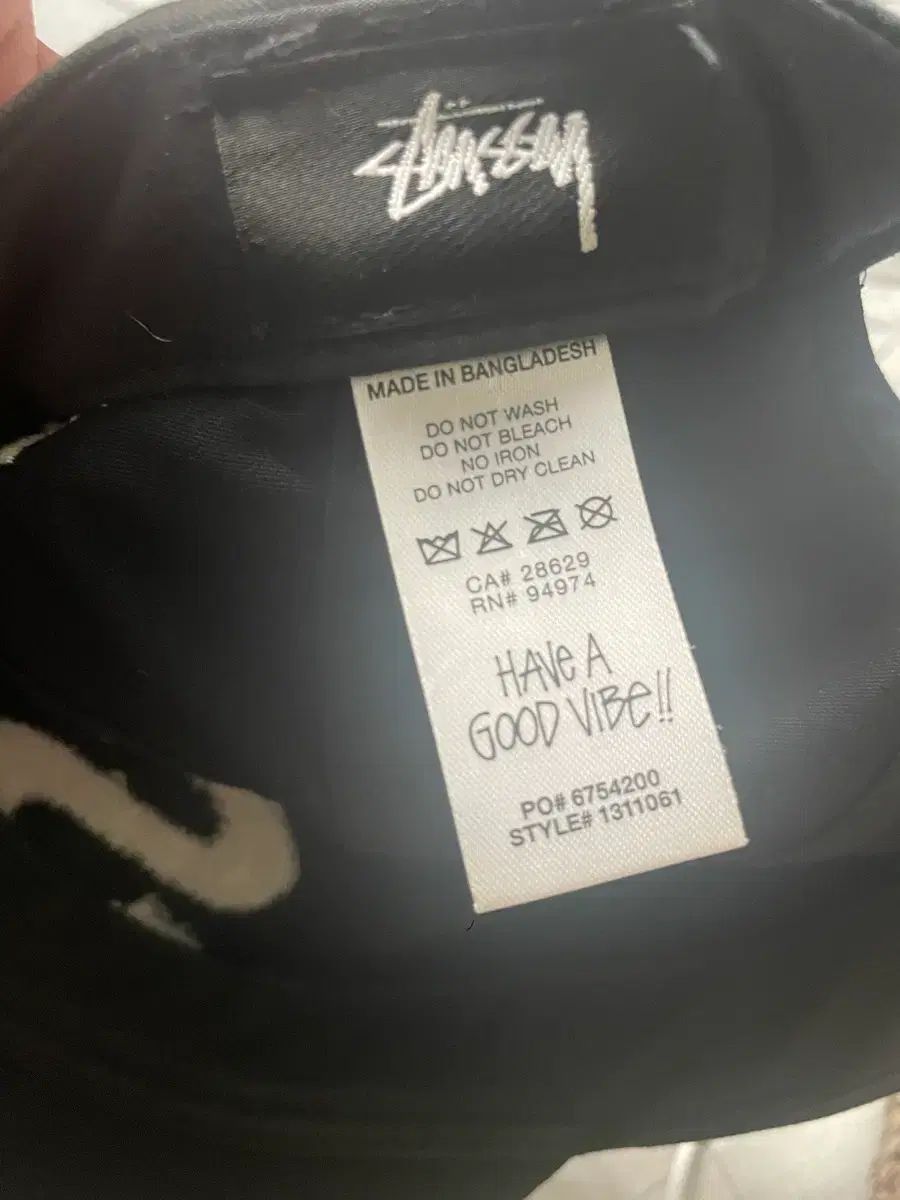 Stüssy
MADE IN BANGLADESH
DO NOT WASH
DO NOT BLEACH
NO IRON
DO NOT DRY CLEAN
CA# 28629
RN# 94974
HAVE A
GOOD VIBE!!
PO# 6754200
STYLE# 1311061